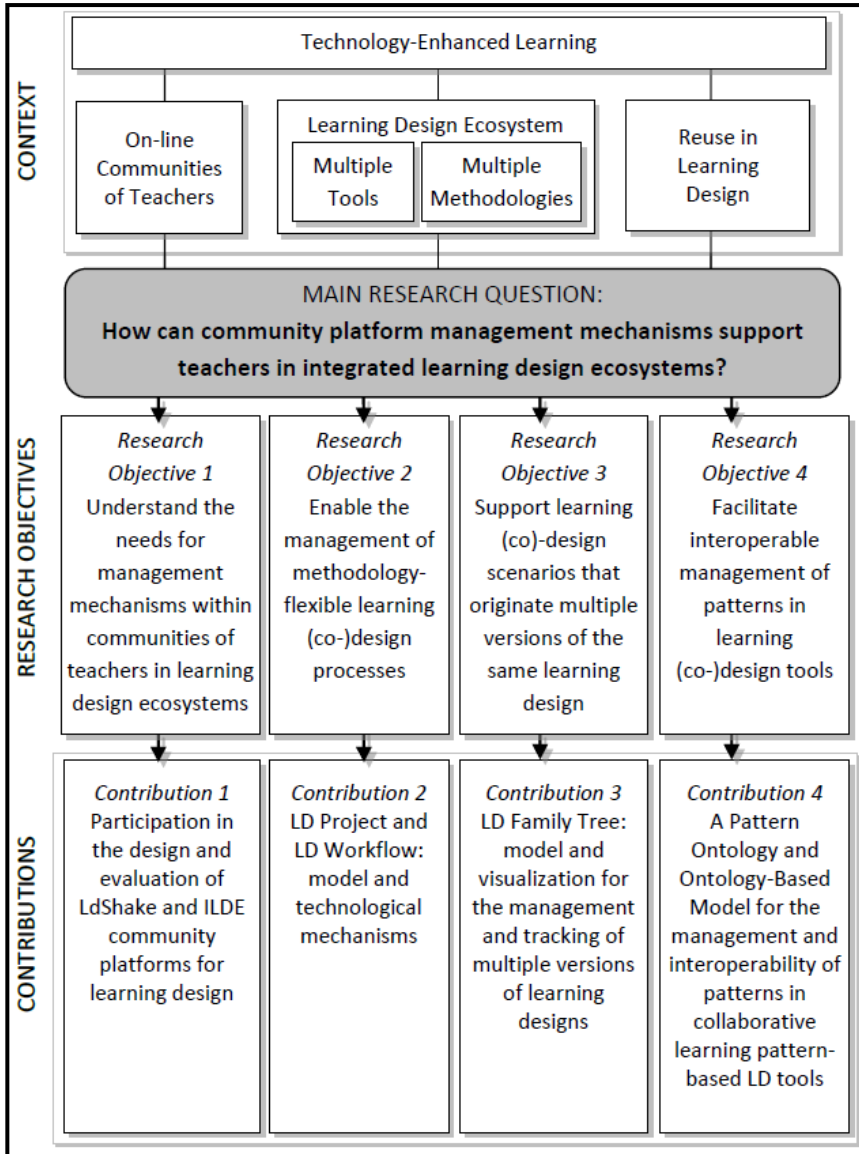 CONTEXT
Technology-Enhanced Learning
On-line
Communities
of Teachers
Learning Design Ecosystem
Multiple
Tools
Multiple
Methodologies
Reuse in
Learning
Design
MAIN RESEARCH QUESTION:
How can community platform management mechanisms support
teachers in integrated learning design ecosystems?
RESEARCH OBJECTIVES
Research
Objective 1
Understand the
needs for
management
mechanisms within
communities of
teachers in learning
design ecosystems
Research
Objective 2
Enable the
management of
methodology-
flexible learning
(co-)design
processes
Research
Objective 3
Support learning
(co)-design
scenarios that
originate multiple
versions of the
same learning
design
Research
Objective 4
Facilitate
interoperable
management of
patterns in
learning
(co-)design tools
CONTRIBUTIONS
Contribution 1
Participation in
the design and
evaluation of
LdShake and ILDE
community
platforms for
learning design
Contribution 2
LD Project and
LD Workflow:
model and
technological
mechanisms
Contribution 3
LD Family Tree:
model and
visualization for
the management
and tracking of
multiple versions
of learning
designs
Contribution 4
A Pattern
Ontology and
Ontology-Based
Model for the
management and
interoperability of
patterns in
collaborative
learning pattern-
based LD tools